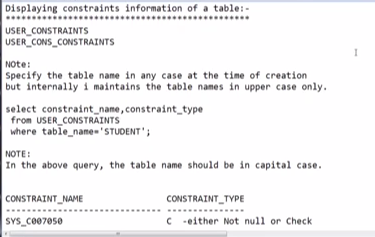 Displaying constraints information of a table:-
***********************************************
USER_CONSTRAINTS
USER_CONS_CONSTRAINTS
NOte:
Specify the table name in any case at the time of creation
but internally i maintains the table names in upper case only.
select constraint_name,constraint_type
from USER_CONSTRAINTS
where table_name='STUDENT';
NOTE:
In the above query, the table name should be in capital case.
CONSTRAINT_NAME CONSTRAINT_TYPE
------------------------------ ---------------
SYS_C007050 C -either Not null or Check